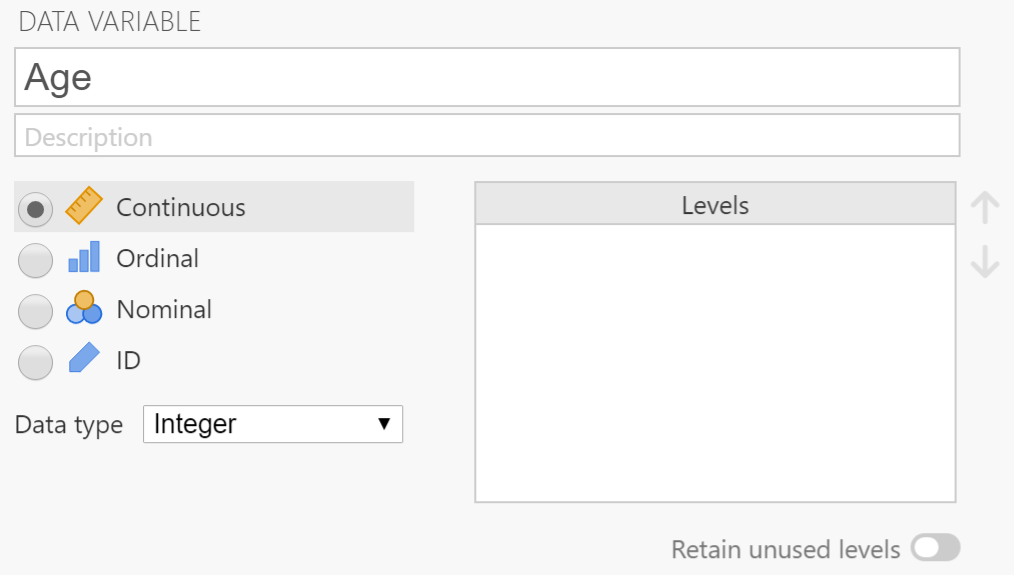 DATA VARIABLE
Age
Description
Continuous
Ordinal
Nominal
ID
Data type Integer
Levels
Retain unused levels